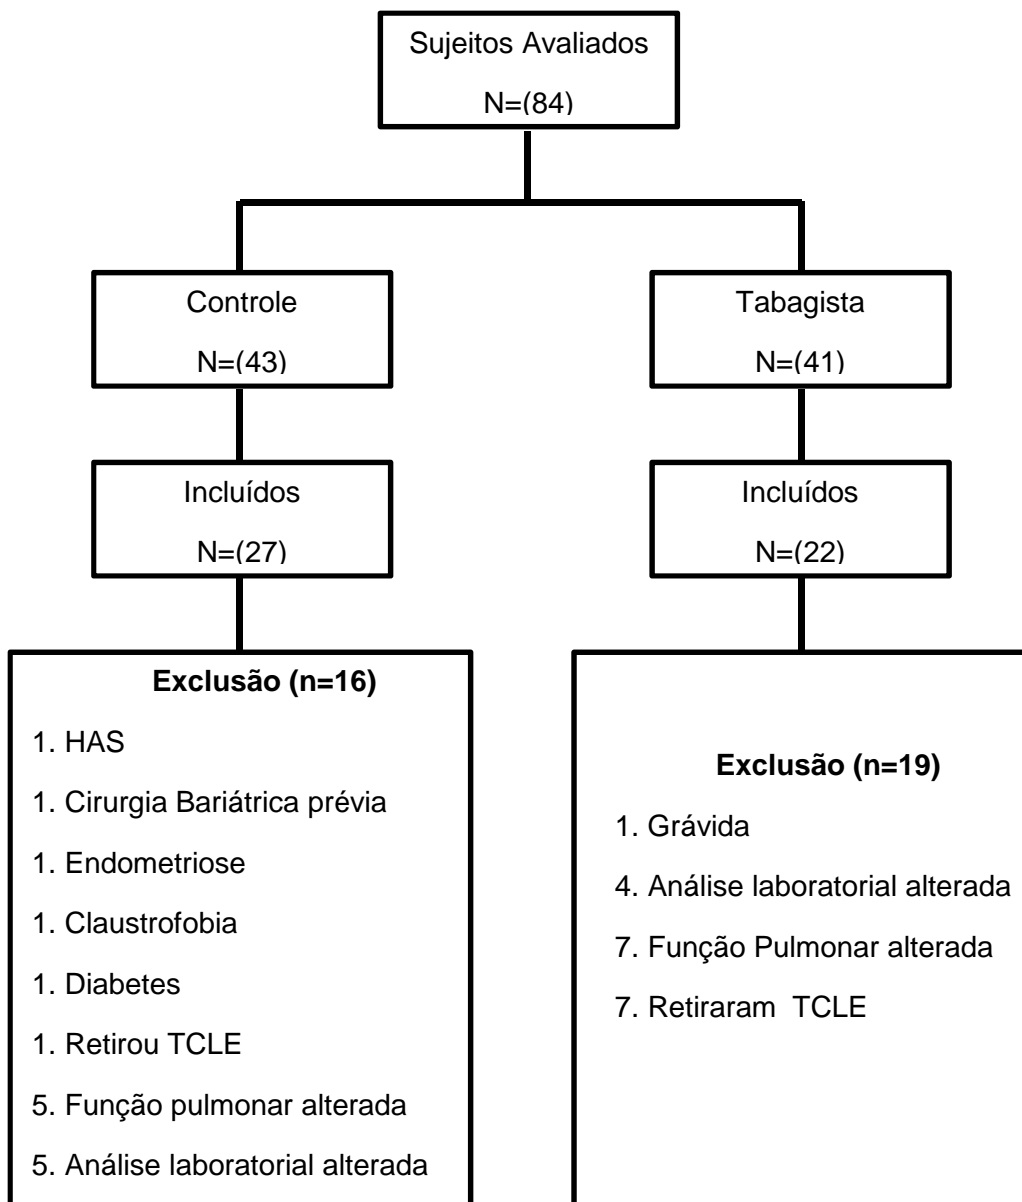 Sujeitos Avaliados
N=(84)
Controle
N=(43)
Tabagista
N=(41)
Incluídos
N=(27)
Incluídos
N=(22)
Exclusão (n=16)
1. HAS
1. Cirurgia Bariátrica prévia
1. Endometriose
1. Claustrofobia
1. Diabetes
1. Retirou TCLE
5. Função pulmonar alterada
5. Análise laboratorial alterada
Exclusão (n=19)
1. Grávida
4. Análise laboratorial alterada
7. Função Pulmonar alterada
7. Retiraram  TCLE